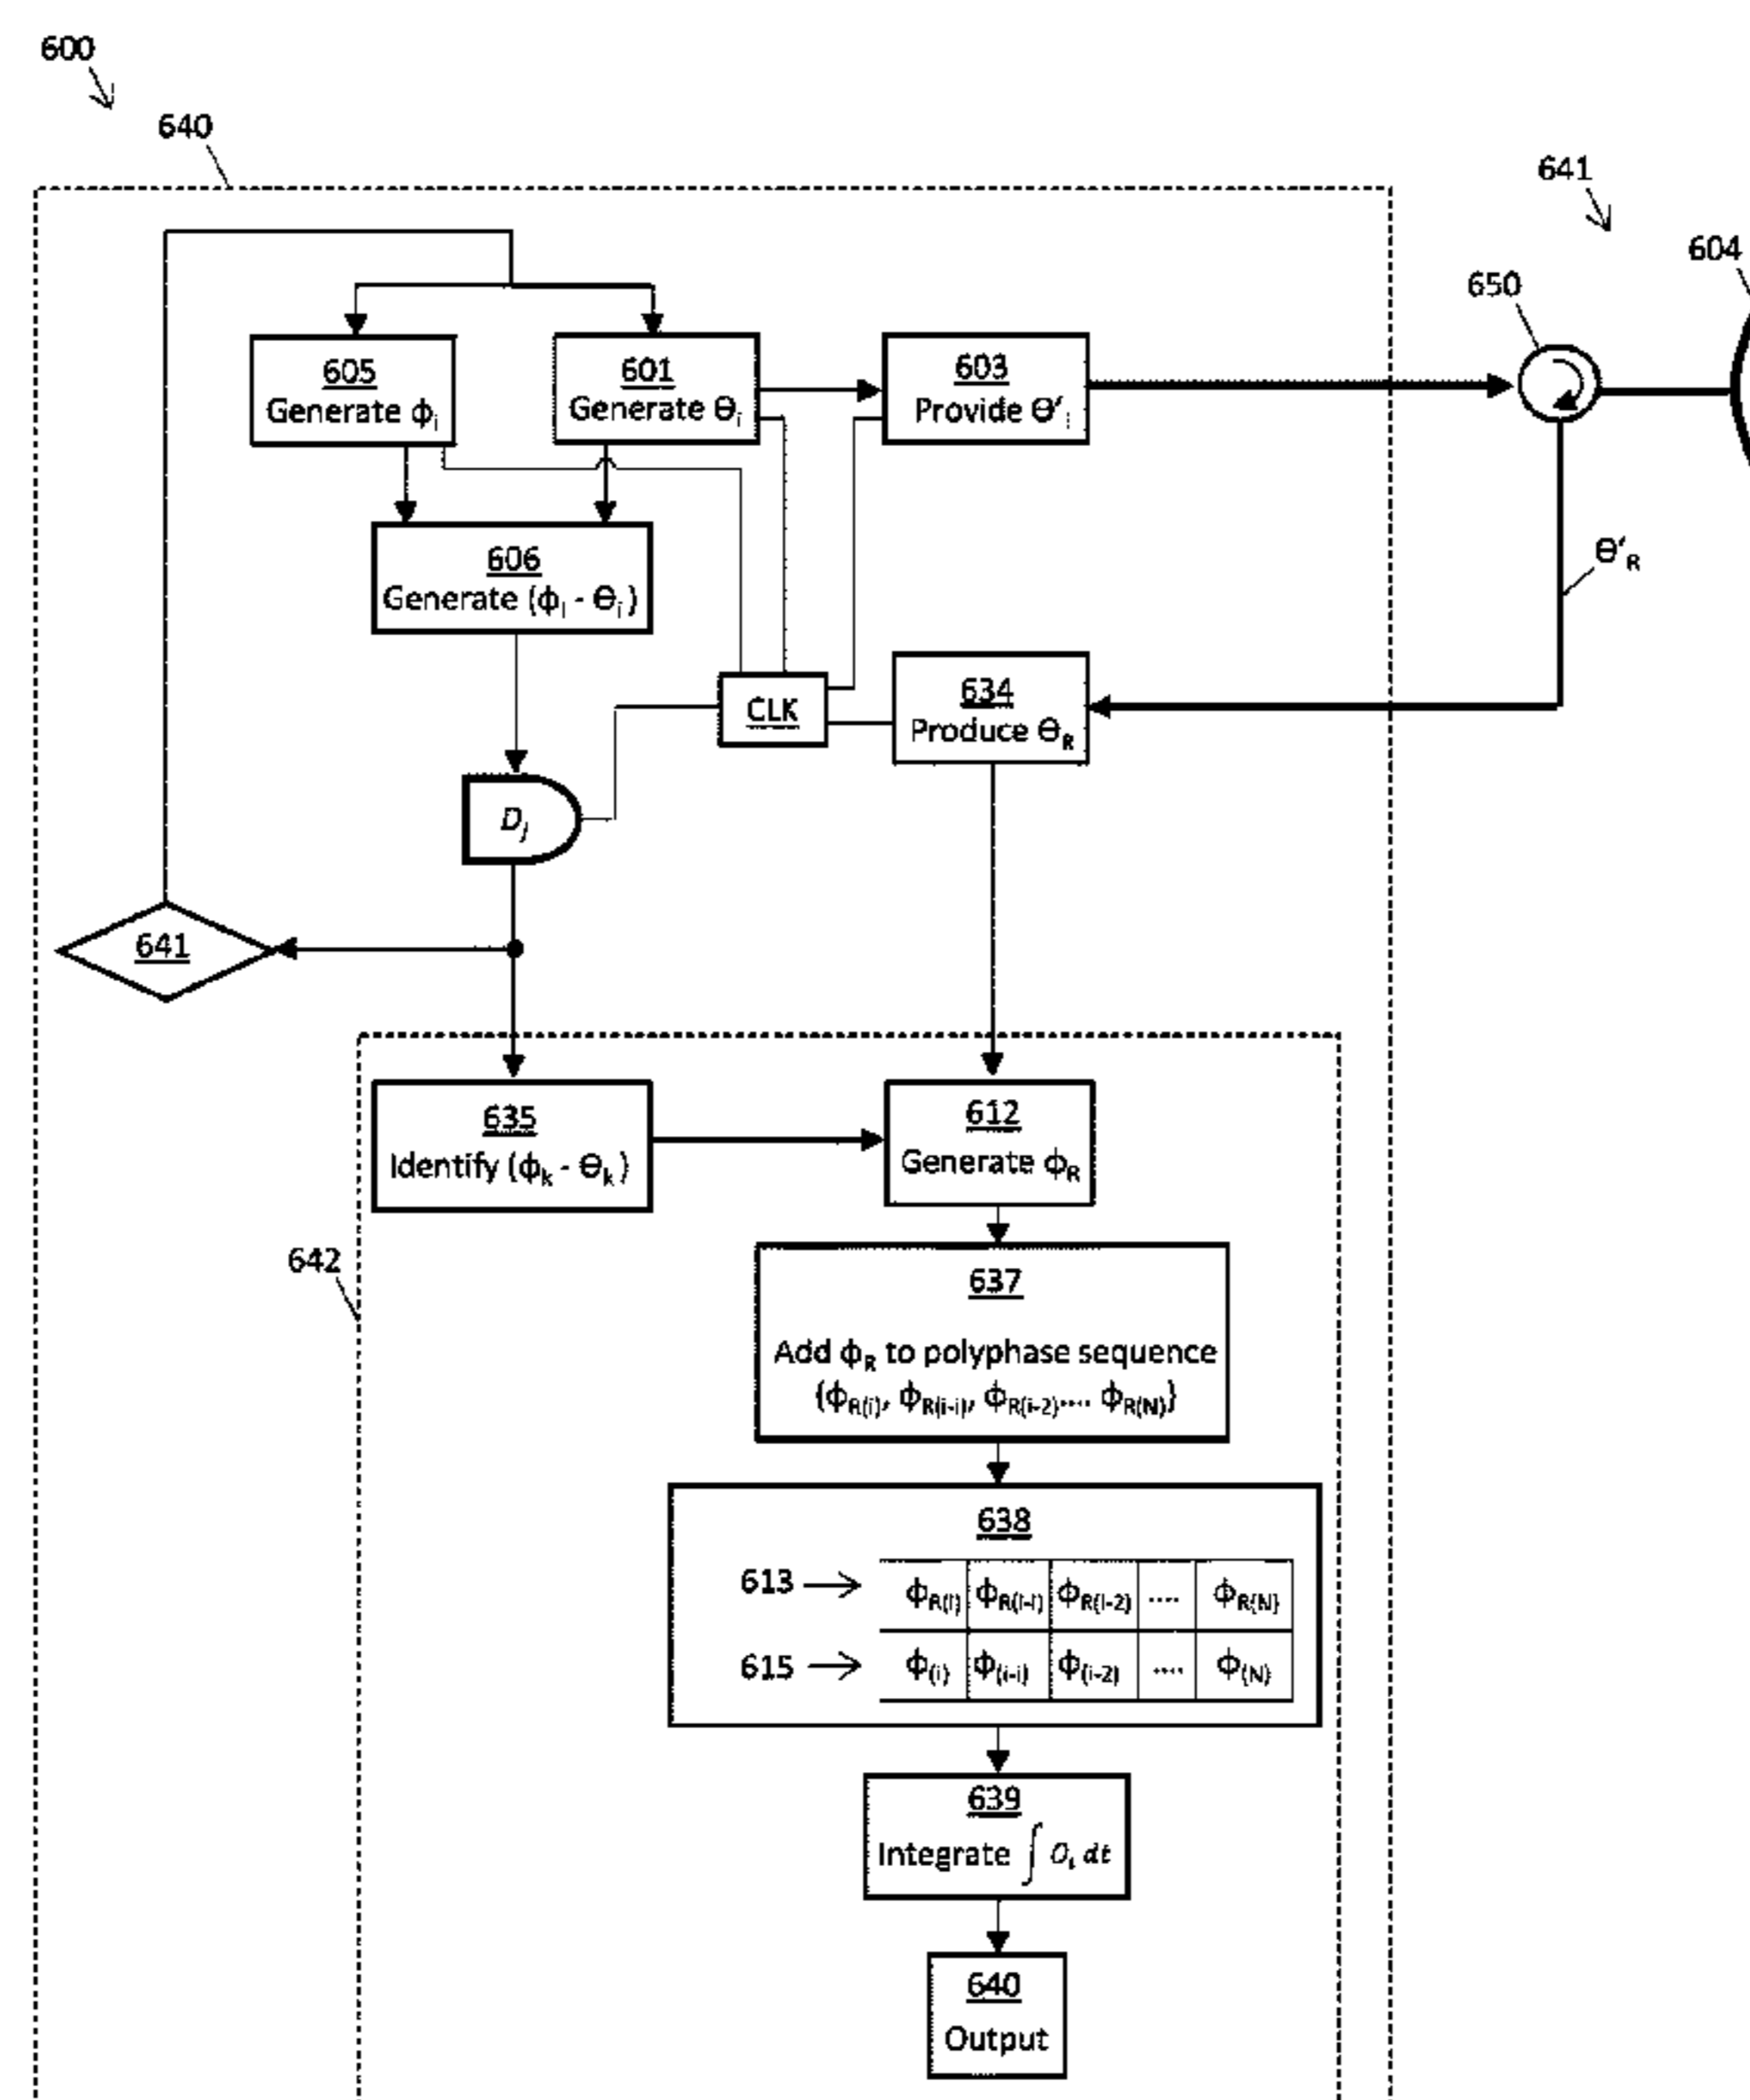 600
640
641
604
650
605
Generate ϕi
601
Generate Θi
603
Provide Θ'i
Θ'R
606
Generate (ϕi - Θi)
CLK
634
Produce ΘR
Dj
641
635
Identify (ϕk - Θk)
612
Generate ϕR
642
637
Add ϕR to polyphase sequence
{ϕR(i), ϕR(i-i), ϕR(i-2).... ϕR(N)}
638
613 ϕR(i) ϕR(i-i) ϕR(i-2) .... ϕR(N)
615 ϕ(i) ϕ(i-i) ϕ(i-2) .... ϕ(N)
639
Integrate ∫ Oi dt
640
Output